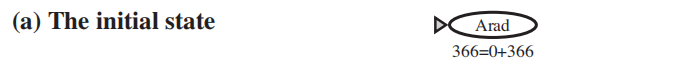 (a) The initial state
Arad
366=0+366